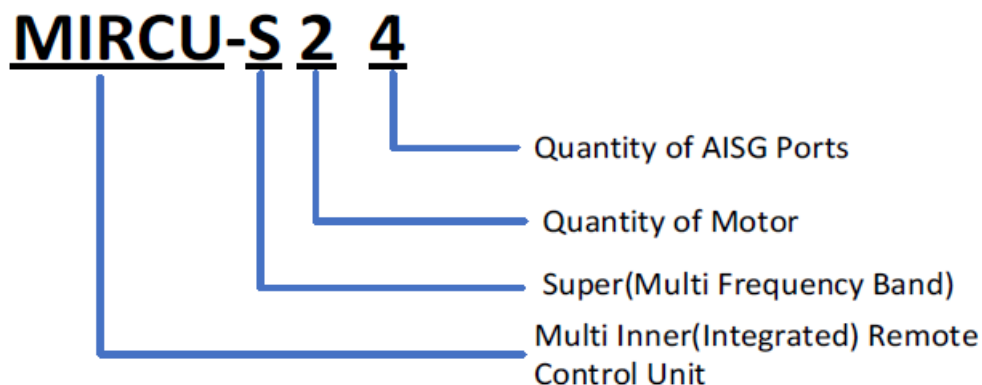 MIRCU-S 2 4
Quantity of AISG Ports
Quantity of Motor
Super(Multi Frequency Band)
Multi Inner(Integrated) Remote
Control Unit